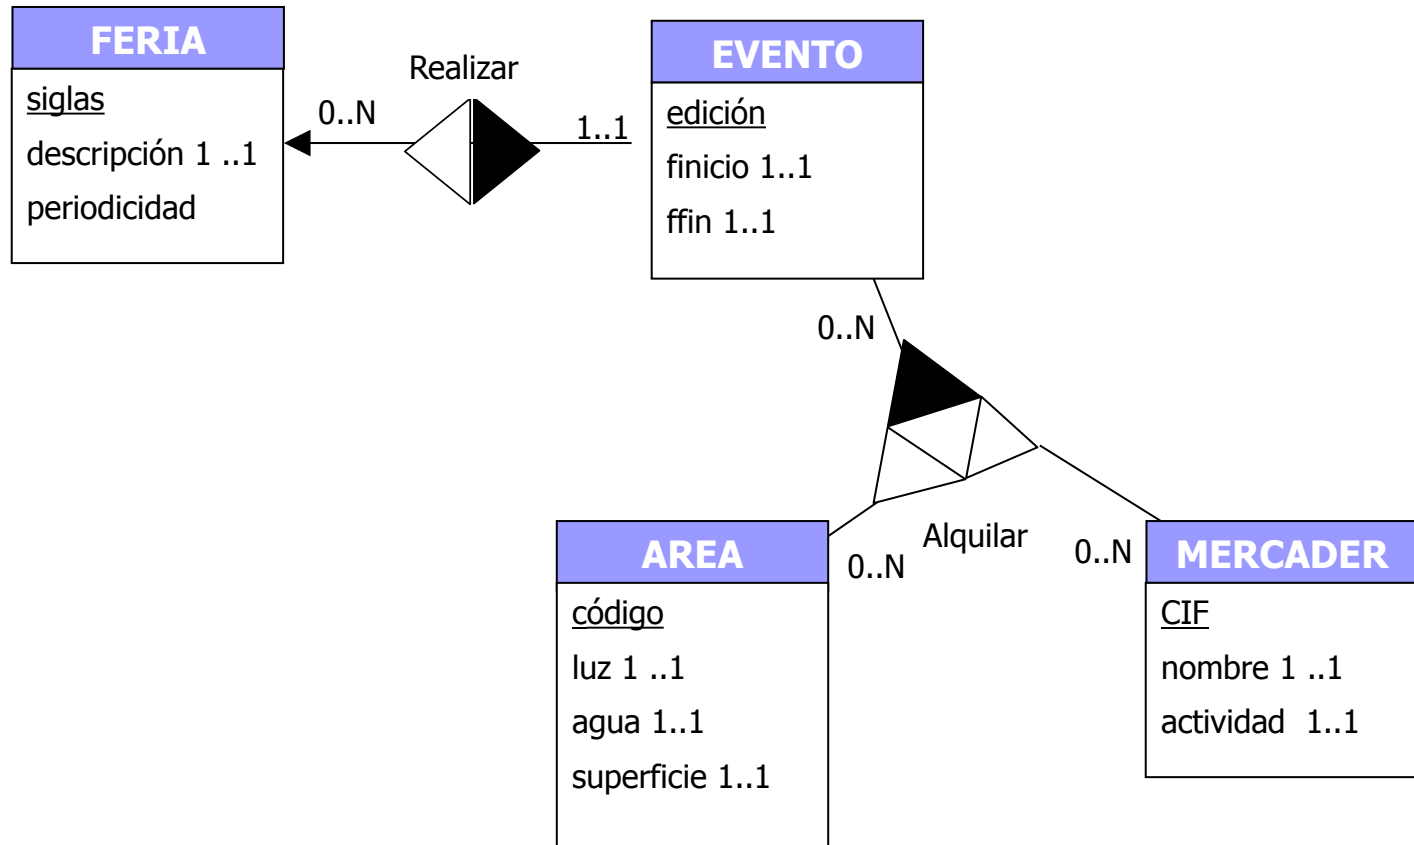 FERIA
siglas
descripción 1 ..1
periodicidad
0..N
Realizar
1..1
EVENTO
edición
finicio 1..1
ffin 1..1
0..N
Alquilar
0..N
0..N
AREA
código
luz 1 ..1
agua 1..1
superficie 1..1
MERCADER
CIF
nombre 1 ..1
actividad 1..1